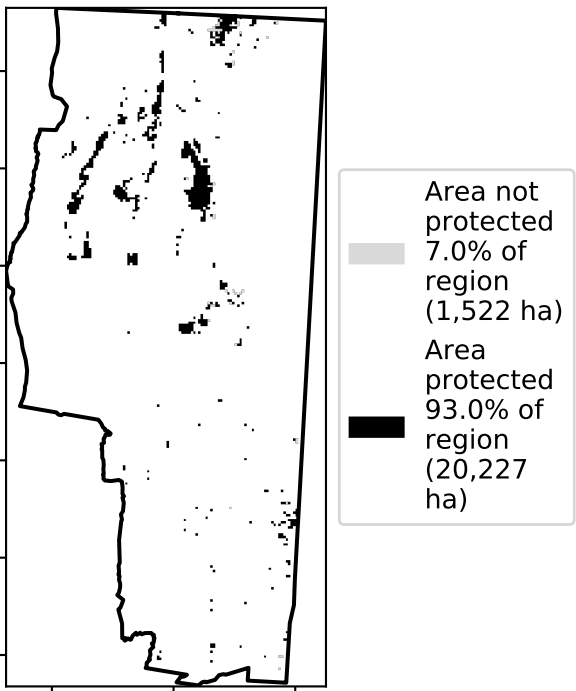 Area not
protected
7.0% of
region
(1,522 ha)
Area
protected
93.0% of
region
(20,227
ha)